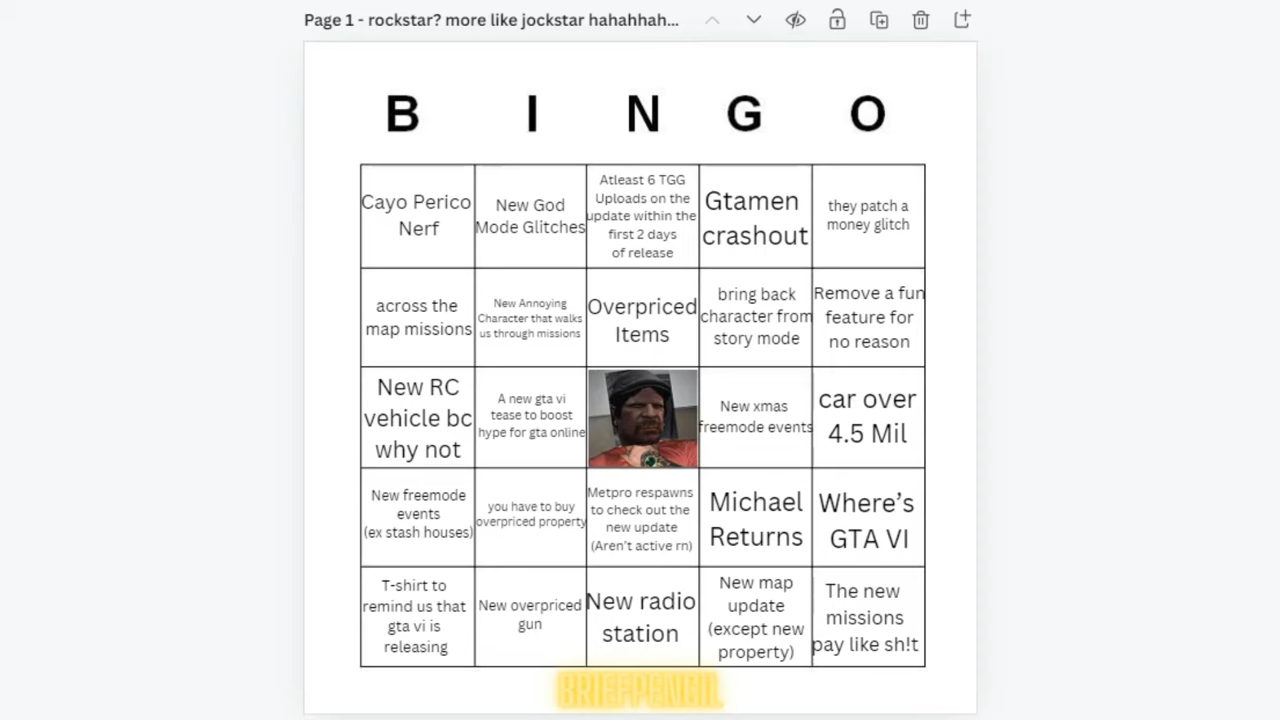 Page 1 - rockstar? more like jockstar hahahhah...
B I N G O
Cayo Perico
Nerf
New God
Mode Glitches
Atleast 6 TGG
Uploads on the
update within the
first 2 days
of release
Gtamen
crashout
they patch a
money glitch
across the
map missions
New Annoying
Character that walks
us through missions
Overpriced
Items
bring back
character from
story mode
Remove a fun
feature for
no reason
New RC
vehicle bc
why not
A new gta vi
tease to boost
hype for gta online
New xmas
freemode events
car over
4.5 Mil
New freemode
events
(ex stash houses)
you have to buy
overpriced property
Metpro respawns
to check out the
new update
(Aren't active rn)
Michael
Returns
Where's
GTA VI
T-shirt to
remind us that
gta vi is
releasing
New overpriced
gun
New radio
station
New map
update
(except new
property)
The new
missions
pay like sh!t
BRIEFPENCIL